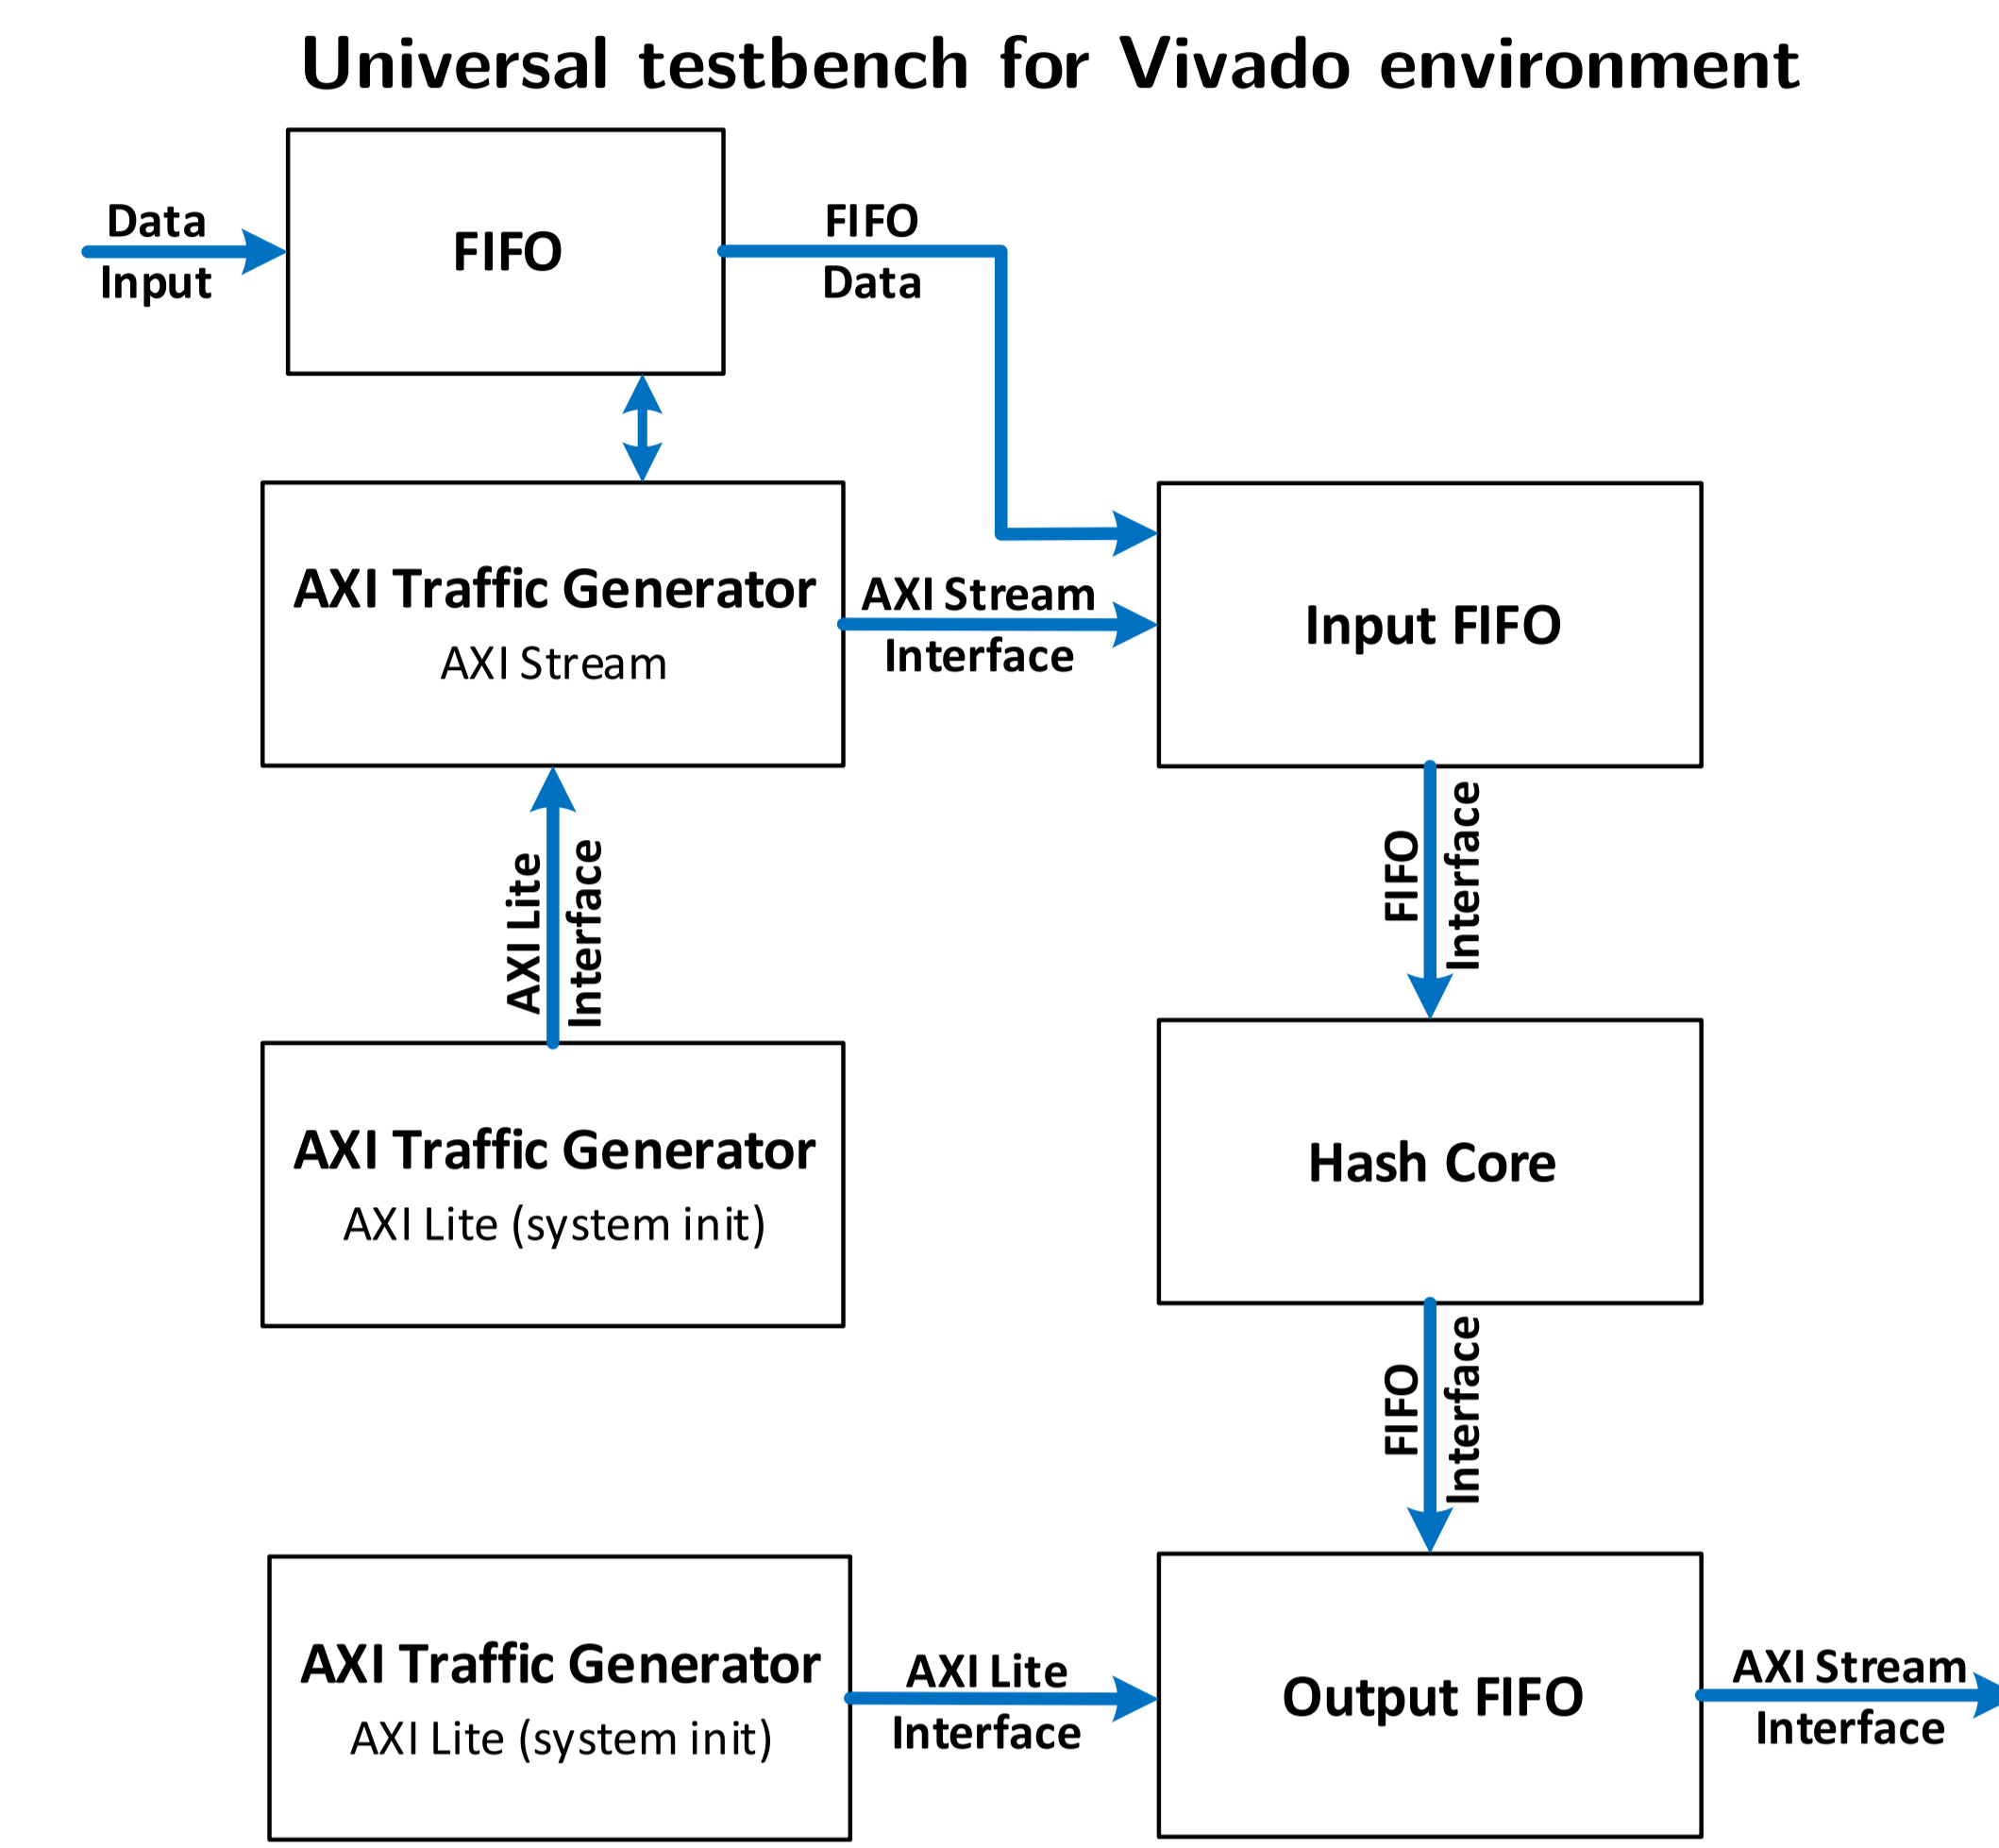 Universal testbench for Vivado environment
Data
Input
FIFO
FIFO
Data
AXI Traffic Generator
AXI Stream
AXI Stream
Interface
Input FIFO
AXI Lite
Interface
FIFO
Interface
AXI Traffic Generator
AXI Lite (system init)
Hash Core
FIFO
Interface
AXI Traffic Generator
AXI Lite (system init)
AXI Lite
Interface
Output FIFO
AXI Stream
Interface